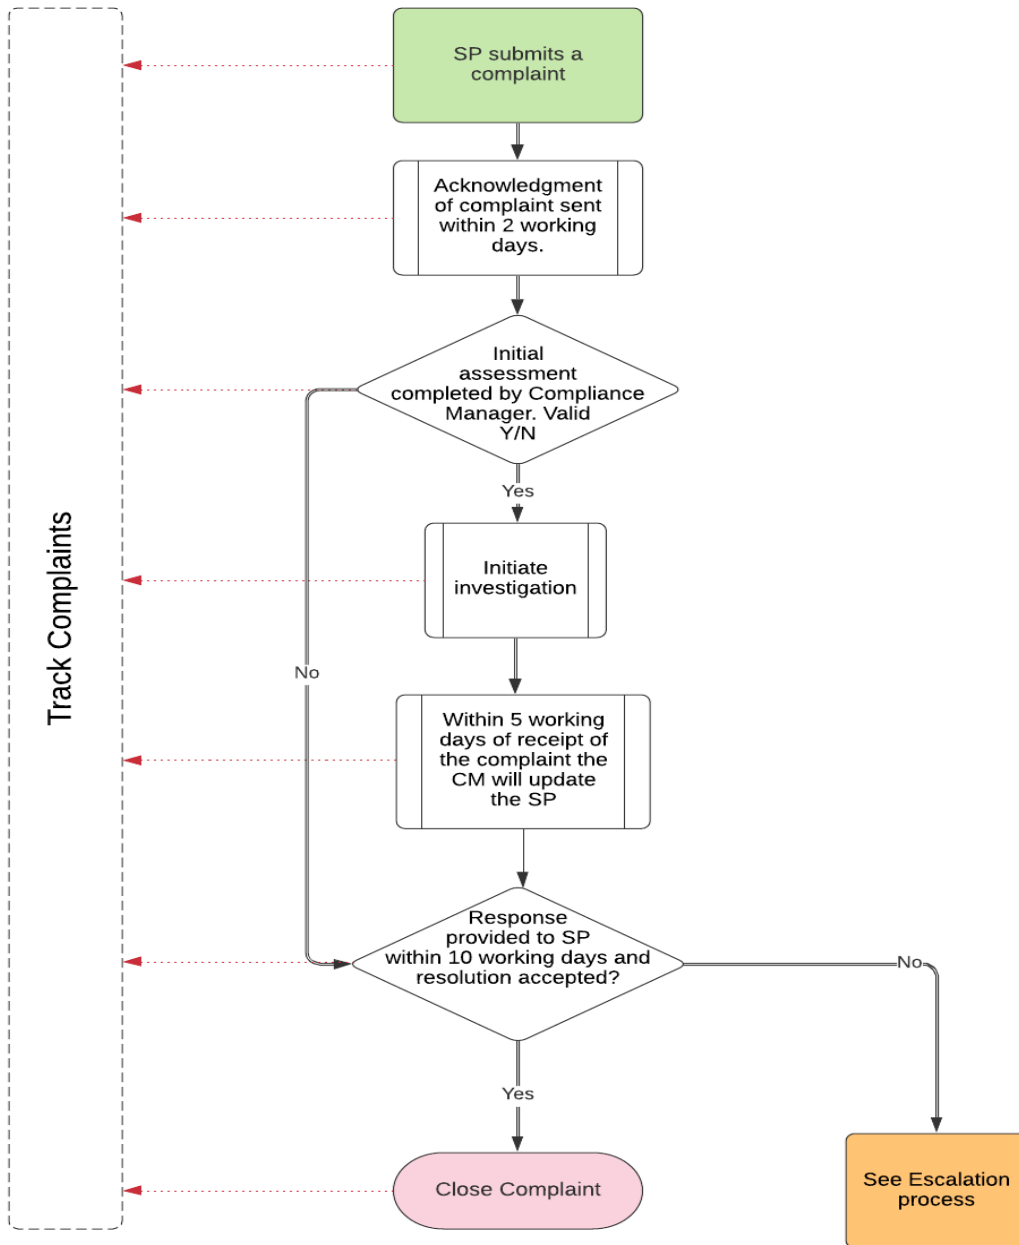 SP submits a
complaint
Acknowledgment
of complaint sent
within 2 working
days.
Initial
assessment
completed by Compliance
Manager. Valid
Y/N
Yes
Initiate
investigation
Track Complaints
No
Within 5 working
days of receipt of
the complaint the
CM will update
the SP
Response
provided to SP
within 10 working days and
resolution accepted?
No
Yes
Close Complaint
See Escalation
process